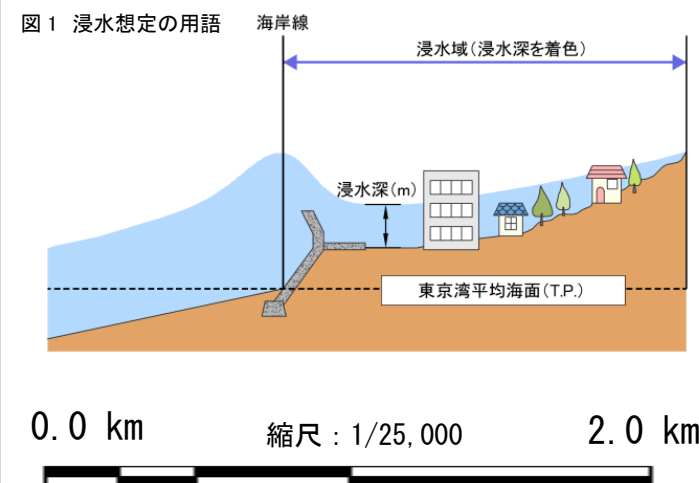 図1 浸水想定の用語
海岸線
浸水域(浸水深を着色)
浸水深(m)
東京湾平均海面(T.P.)
0.0 km
縮尺:1/25,000
2.0 km